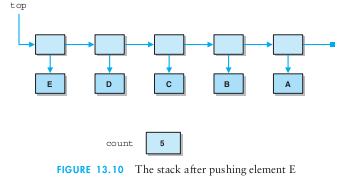 top
E D C B A
count 5
FIGURE 13.10 The stack after pushing element E